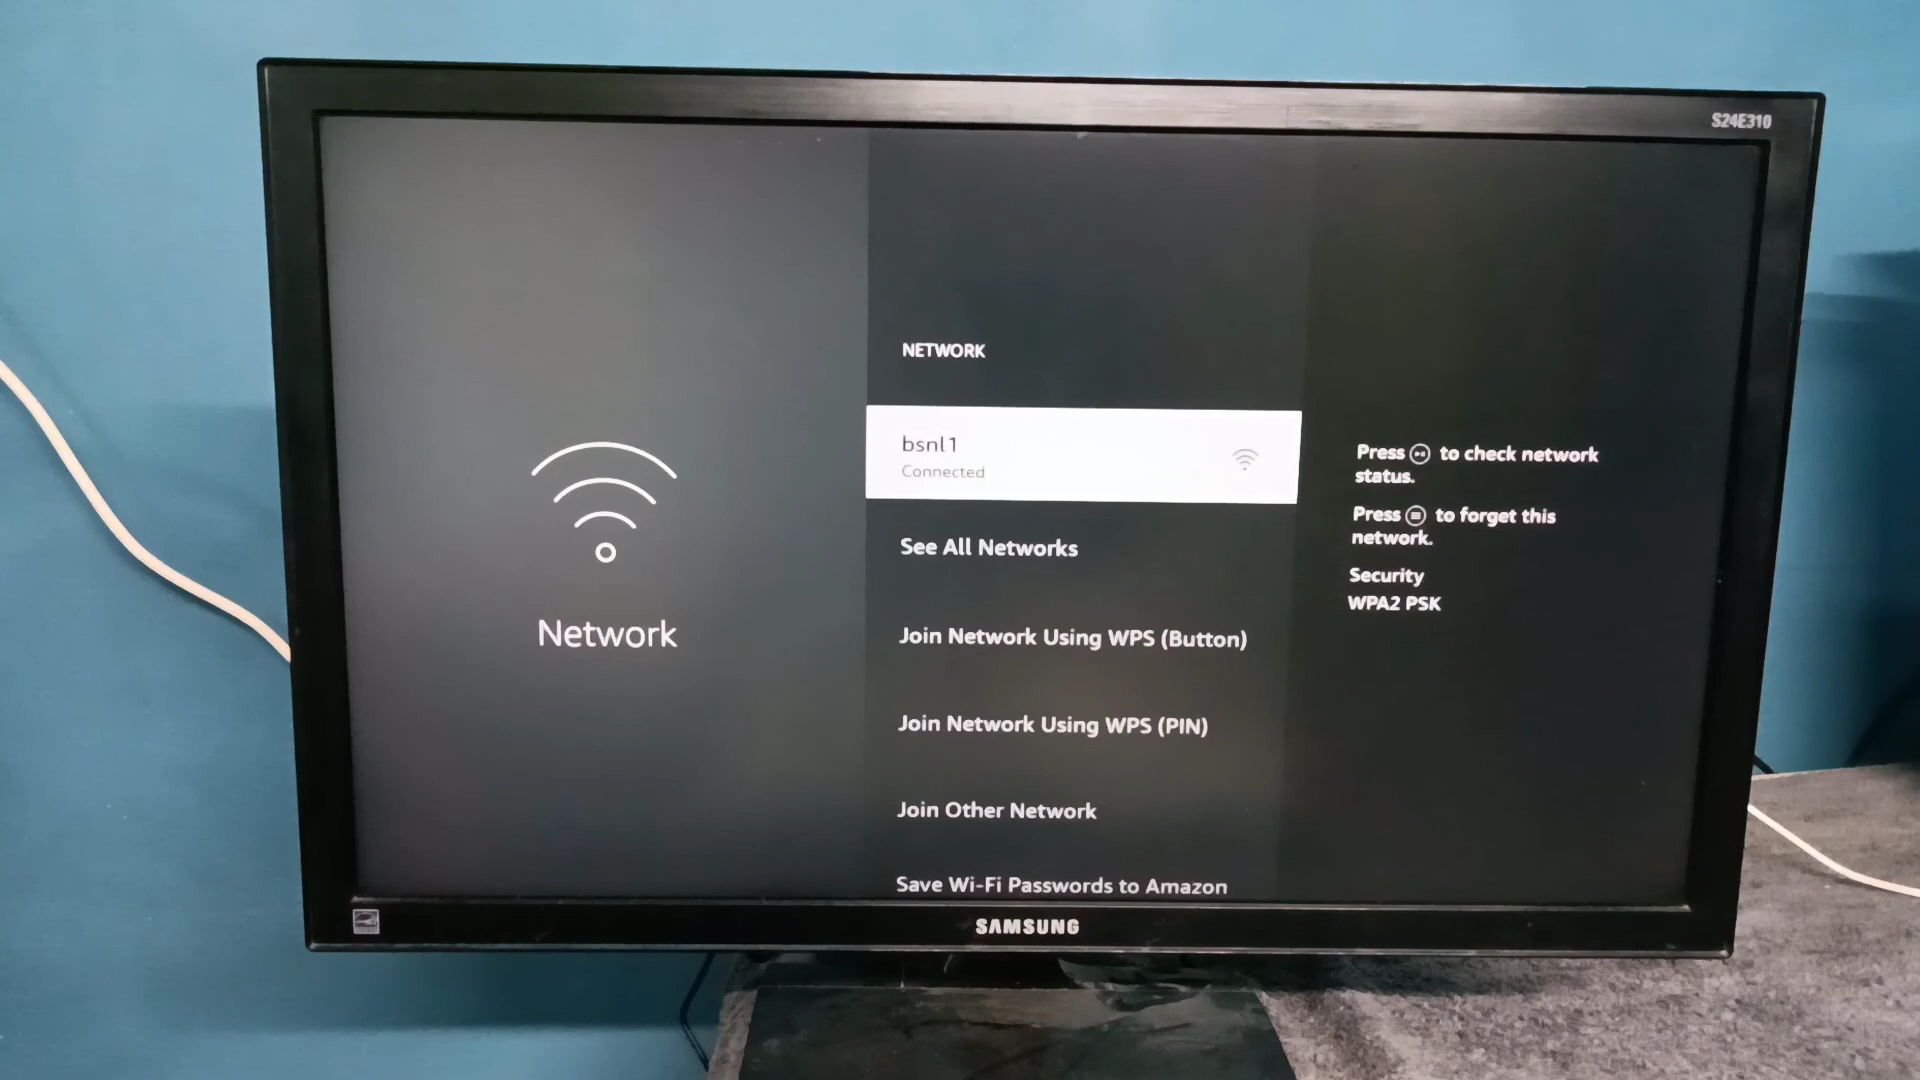 S24E310
NETWORK
bsnl1
Connected
See All Networks
Join Network Using WPS (Button)
Join Network Using WPS (PIN)
Join Other Network
Save Wi-Fi Passwords to Amazon
Network
Press to check network
status.
Press to forget this
network.
Security
WPA2 PSK
SAMSUNG